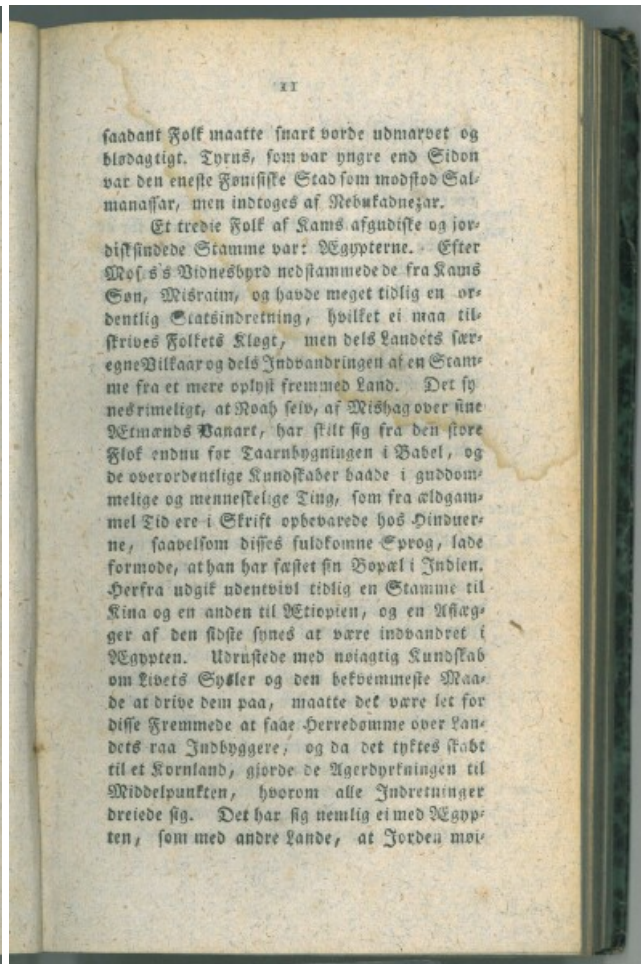 11
saadant Folk maatte snart vorde udmarvet og
blødagtigt. Tyrus, som var yngre end Sidon
var den eneste Fønisiske Stad som modstod Sal-
manassar, men indtoges af Nebukadnezar.
Et tredie Folk af Kams afgudiske og jor-
disksindede Stamme var: Ægypterne. Efter
Moses's Vidnesbyrd nedstammede de fra Kams
Søn, Misraim, og havde meget tidlig en or-
dentlig Statsindretning, hvilket ei maa til-
skrives Folkets Kløgt, men dels Landets sær-
egne Vilkaar og dels Indvandringen af en Stam-
me fra et mere oplyst fremmed Land. Det sy
nes rimeligt, at Noah selv, af Mishag over sine
Ætmænds Vanart, har skilt sig fra den store
Flok endnu før Taarnbygningen i Babel, og
de overordentlige Kundskaber baade i guddom-
melige og menneskelige Ting, som fra ældgam-
mel Tid ere i Skrift opbevarede hos Hinduer-
ne, saavelsom disses fuldkomne Sprog, lade
formode, at han har fæstet sin Bopæl i Indien.
Herfra udgik udentvivl tidlig en Stamme til
Kina og en anden til Ætiopien, og en Aflæg-
ger af den sidste synes at være indvandret i
Ægypten. Udrustede med nøiagtig Kundskab
om Livets Sysler og den bekvemmeste Maa-
de at drive dem paa, maatte det være let for
disse Fremmede at faae Herredømme over Lan-
dets raa Indbyggere, og da det tyktes skabt
til et Kornland, gjorde de Agerdyrkningen til
Middelpunkten, hvorom alle Indretninger
dreiede sig. Det har sig nemlig ei med Ægyp-
ten, som med andre Lande, at Jorden møi-